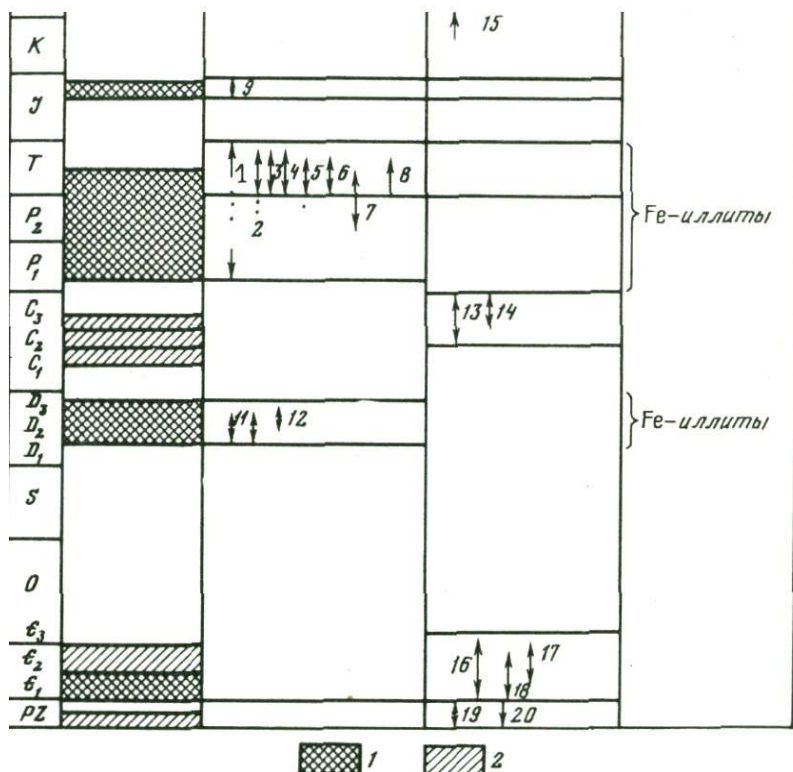 K 15
J 9
T 1 3 4 5 6 8
Fe-иллиты
P₂ 2 7
P₁
C₃ 13 14
C₂
C₁
D₃
D₂ 11 12 Fe-иллиты
D₁
S
O
Є₃
Є₂ 16 17
Є₁ 18
PZ 19 20
1 2